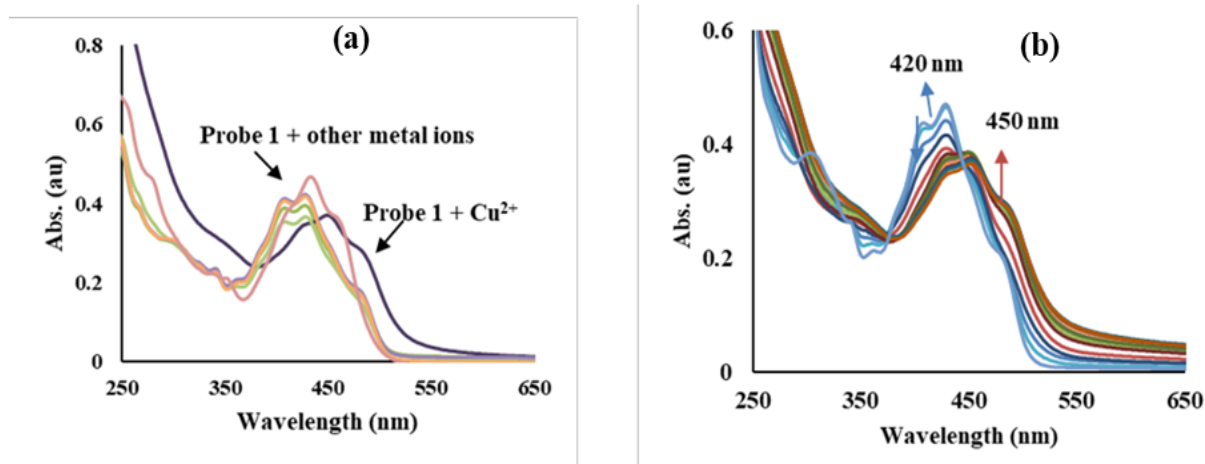 (a)
0.8
0.6
0.4
0.2
0
Abs. (au)
Probe 1 + other metal ions
Probe 1 + Cu²⁺
250 350 450 550 650
Wavelength (nm)
(b)
0.6
0.4
0.2
0
Abs. (au)
420 nm
450 nm
250 350 450 550 650
Wavelength (nm)